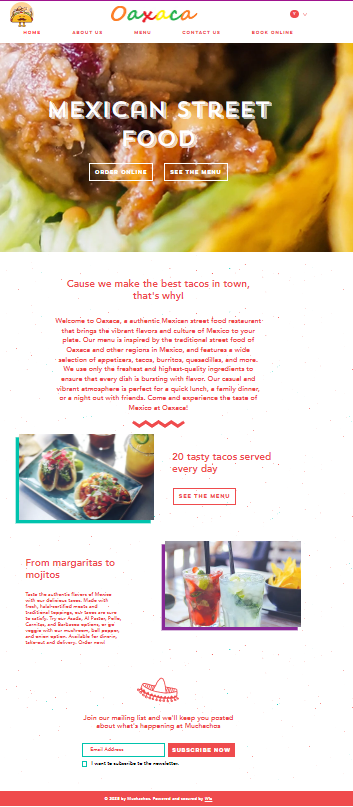 Oaxaca
HOME ABOUT US MENU CONTACT US BOOK ONLINE
MEXICAN STREET
FOOD
ORDER ONLINE SEE THE MENU
Cause we make the best tacos in town,
that's why!
Welcome to Oaxaca, a authentic Mexican street food restaurant
that brings the vibrant flavors and culture of Mexico to your
plate. Our menu is inspired by the traditional street food of
Oaxaca and other regions in Mexico, and features a wide
selection of appetizers, tacos, burritos, quesadillas, and more.
We use only the freshest and highest-quality ingredients to
ensure that every dish is bursting with flavor. Our casual and
vibrant atmosphere is perfect for a quick lunch, a family dinner,
or a night out with friends. Come and experience the taste of
Mexico at Oaxaca!
20 tasty tacos served
every day
SEE THE MENU
From margaritas to
mojitos
Taste the authentic flavors of Mexico
with our delicious tacos. Made with
fresh, halal-certified meats and
traditional toppings, our tacos are sure
to satisfy. Try our Asada, Al Pastor, Pollo,
Carnitas, and Barbacoa options, or go
veggie with our mushroom, bell pepper,
and onion option. Available for dine-in,
takeout and delivery. Order now!
Join our mailing list and we'll keep you posted
about what's happening at Muchachos
Email Address SUBSCRIBE NOW
I want to subscribe to the newsletter.
by Muchachos. Powered and secured by Wix